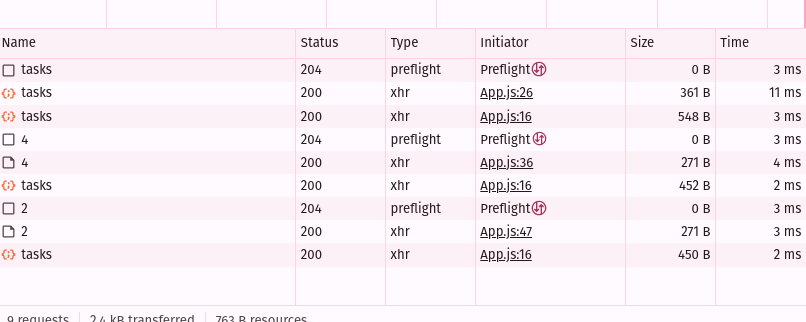 Name Status Type Initiator Size Time
tasks 204 preflight Preflight 0 B 3 ms
tasks 200 xhr App.js:26 361 B 11 ms
tasks 200 xhr App.js:16 548 B 3 ms
4 204 preflight Preflight 0 B 3 ms
4 200 xhr App.js:36 271 B 4 ms
tasks 200 xhr App.js:16 452 B 2 ms
2 204 preflight Preflight 0 B 3 ms
2 200 xhr App.js:47 271 B 3 ms
tasks 200 xhr App.js:16 450 B 2 ms
9 requests 2.4 kB transferred 763 B resources